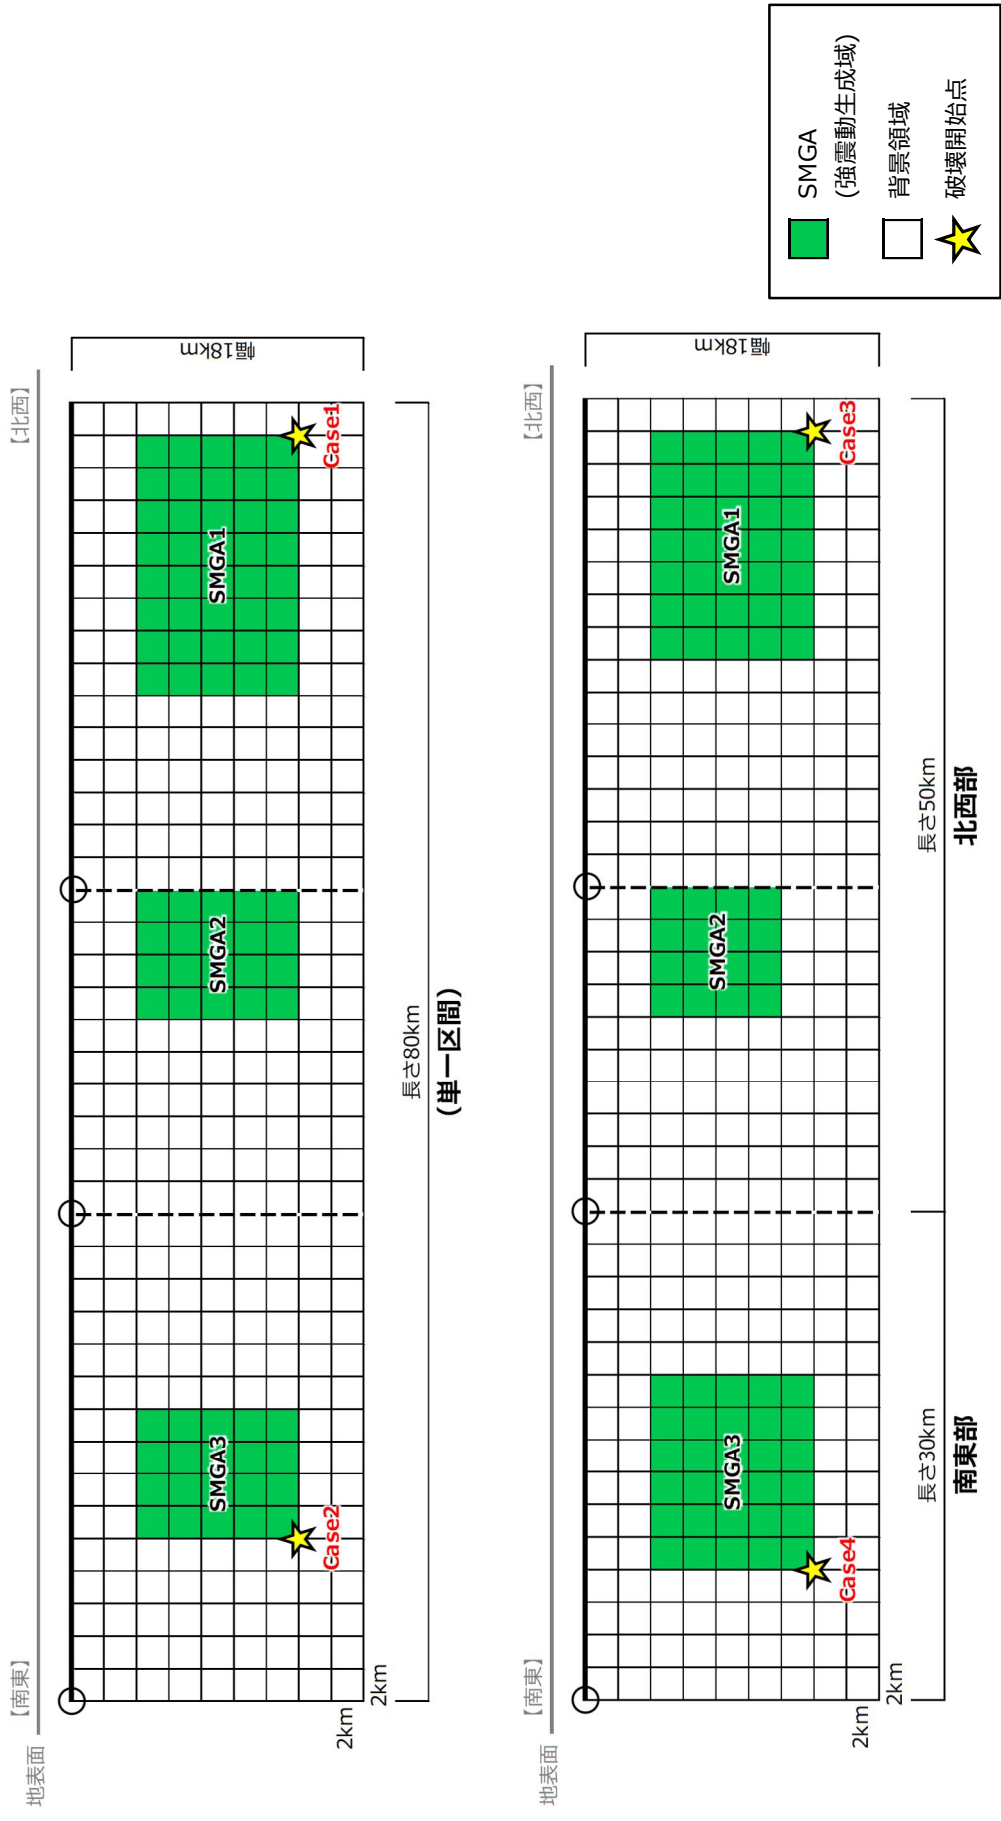 地表面
【南東】
【北西】
SMGA3
SMGA2
SMGA1
Case2
Case1
幅18km
2km
2km
長さ80km
(単一区間)
地表面
【南東】
【北西】
SMGA3
SMGA2
SMGA1
Case4
Case3
幅18km
2km
2km
長さ30km
長さ50km
南東部
北西部
SMGA
(強震動生成域)
背景領域
破壊開始点